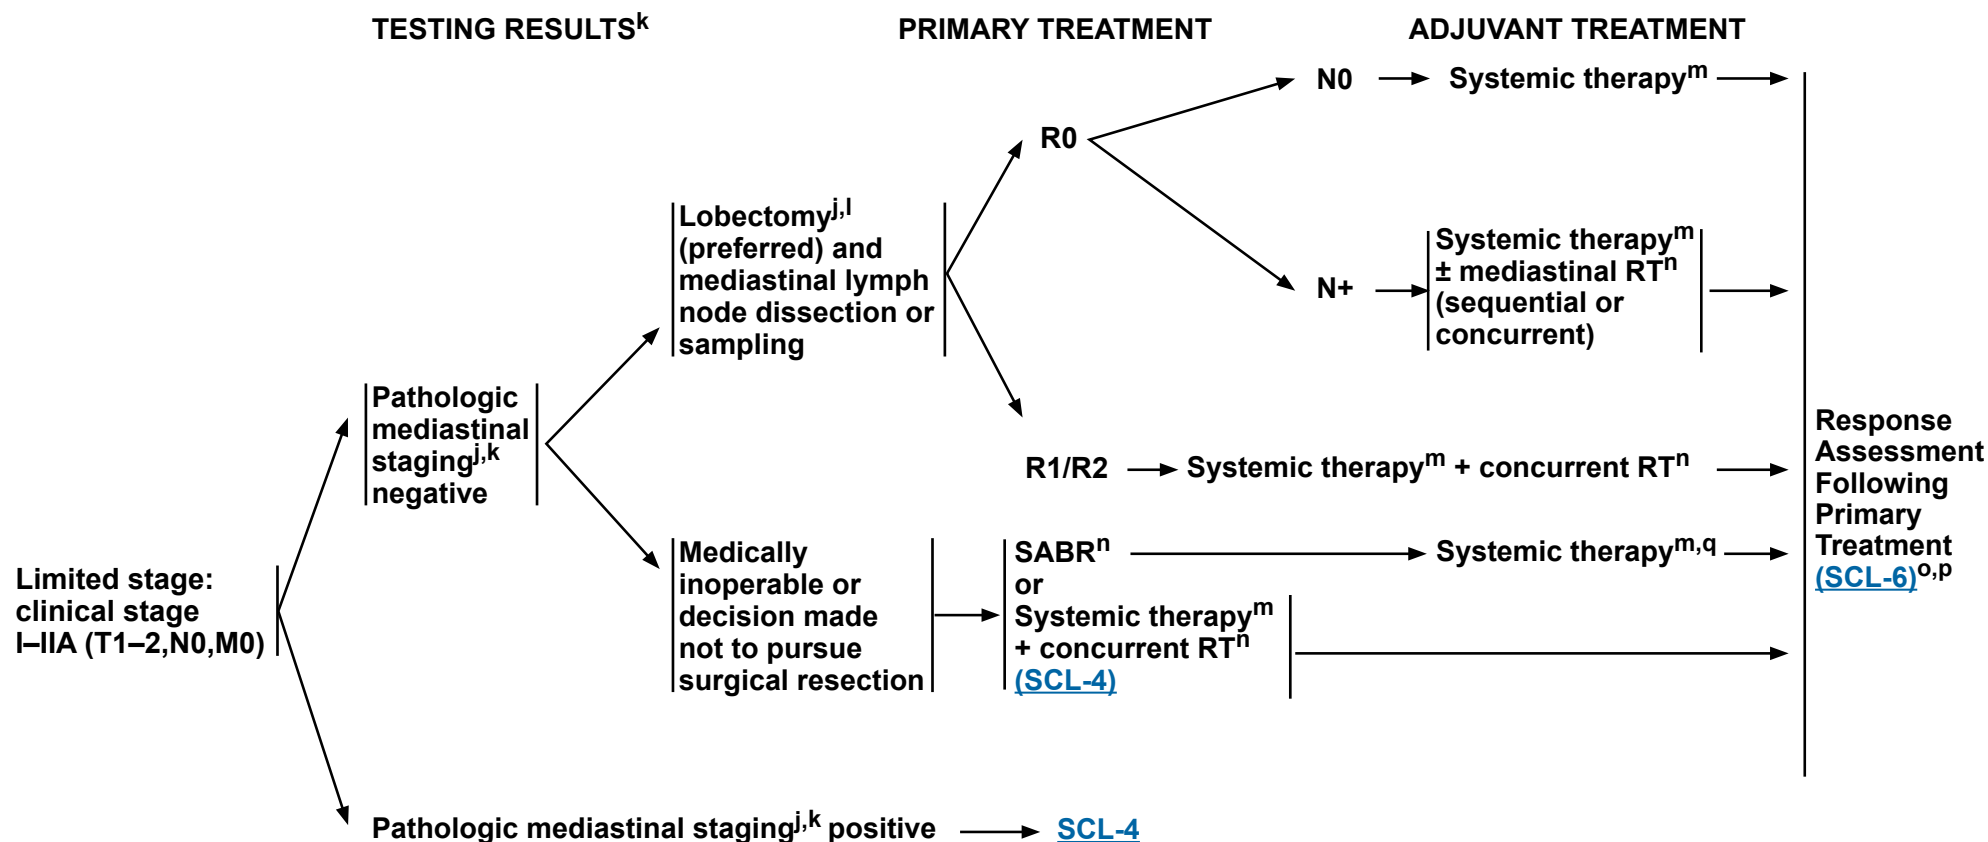 TESTING RESULTSk
PRIMARY TREATMENT
ADJUVANT TREATMENT
Limited stage:
clinical stage
I–IIA (T1–2,N0,M0)
Pathologic
mediastinal
stagingj,k
negative
Lobectomyj,l
(preferred) and
mediastinal lymph
node dissection or
sampling
R0
N0
Systemic therapym
N+
Systemic therapym
± mediastinal RTn
(sequential or
concurrent)
R1/R2
Systemic therapym + concurrent RTn
Medically
inoperable or
decision made
not to pursue
surgical resection
SABRn
or
Systemic therapym
+ concurrent RTn
(SCL-4)
Systemic therapym,q
Response
Assessment
Following
Primary
Treatment
(SCL-6)o,p
Pathologic mediastinal stagingj,k positive
SCL-4